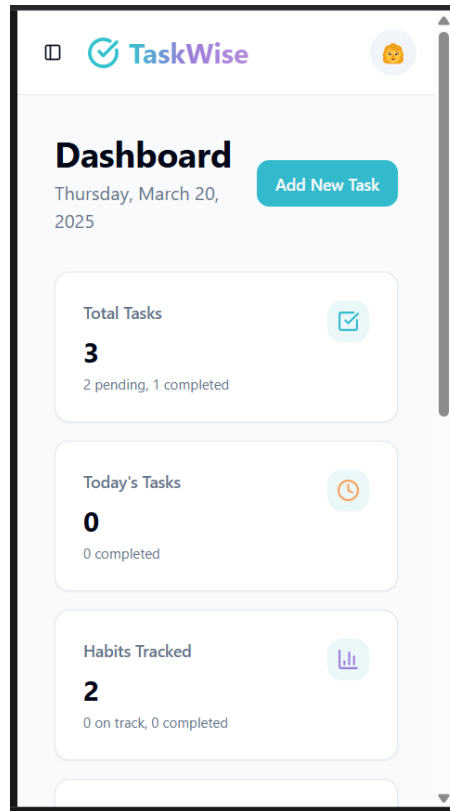 TaskWise
Dashboard
Thursday, March 20,
2025
Add New Task
Total Tasks
3
2 pending, 1 completed
Today's Tasks
0
0 completed
Habits Tracked
2
0 on track, 0 completed